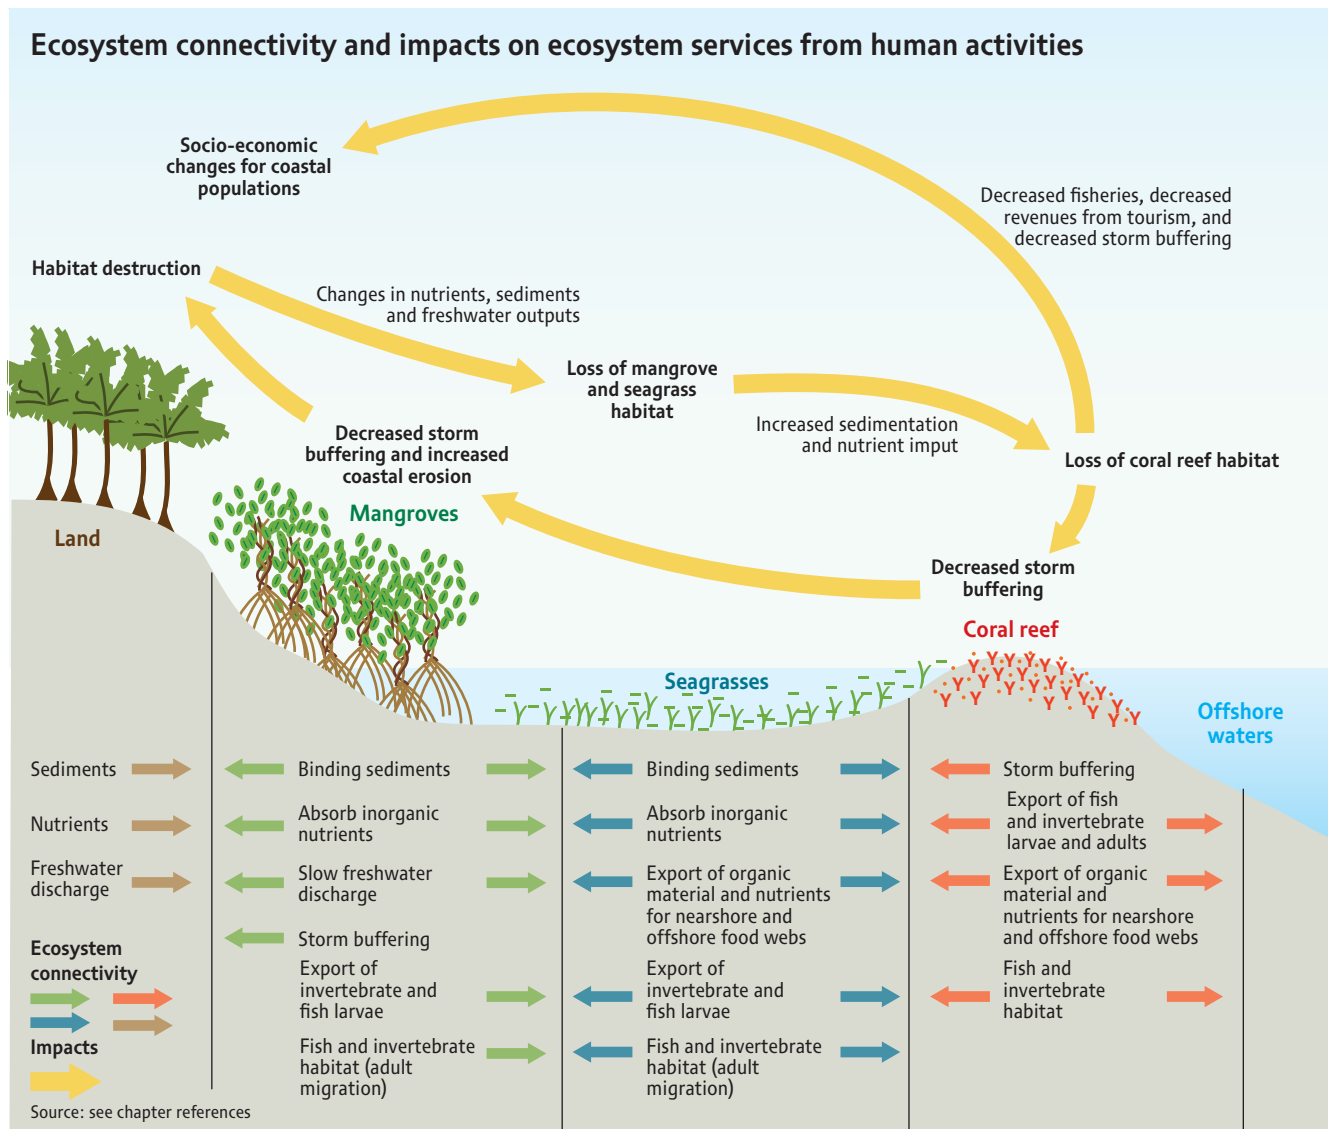 Ecosystem connectivity and impacts on ecosystem services from human activities
Socio-economic
changes for coastal
populations
Decreased fisheries, decreased
revenues from tourism, and
decreased storm buffering
Habitat destruction
Changes in nutrients, sediments
and freshwater outputs
Loss of mangrove
and seagrass
habitat
Increased sedimentation
and nutrient imput
Loss of coral reef habitat
Decreased storm
buffering and increased
coastal erosion
Mangroves
Land
Decreased storm
buffering
Coral reef
Seagrasses
Offshore
waters
Sediments
Nutrients
Freshwater
discharge
Binding sediments
Absorb inorganic
nutrients
Slow freshwater
discharge
Storm buffering
Export of
invertebrate and
fish larvae
Fish and invertebrate
habitat (adult
migration)
Binding sediments
Absorb inorganic
nutrients
Export of organic
material and nutrients
for nearshore and
offshore food webs
Export of
invertebrate and
fish larvae
Fish and invertebrate
habitat (adult
migration)
Storm buffering
Export of fish
and invertebrate
larvae and adults
Export of organic
material and
nutrients for nearshore
and offshore food webs
Fish and
invertebrate
habitat
Ecosystem
connectivity
Impacts
Source: see chapter references